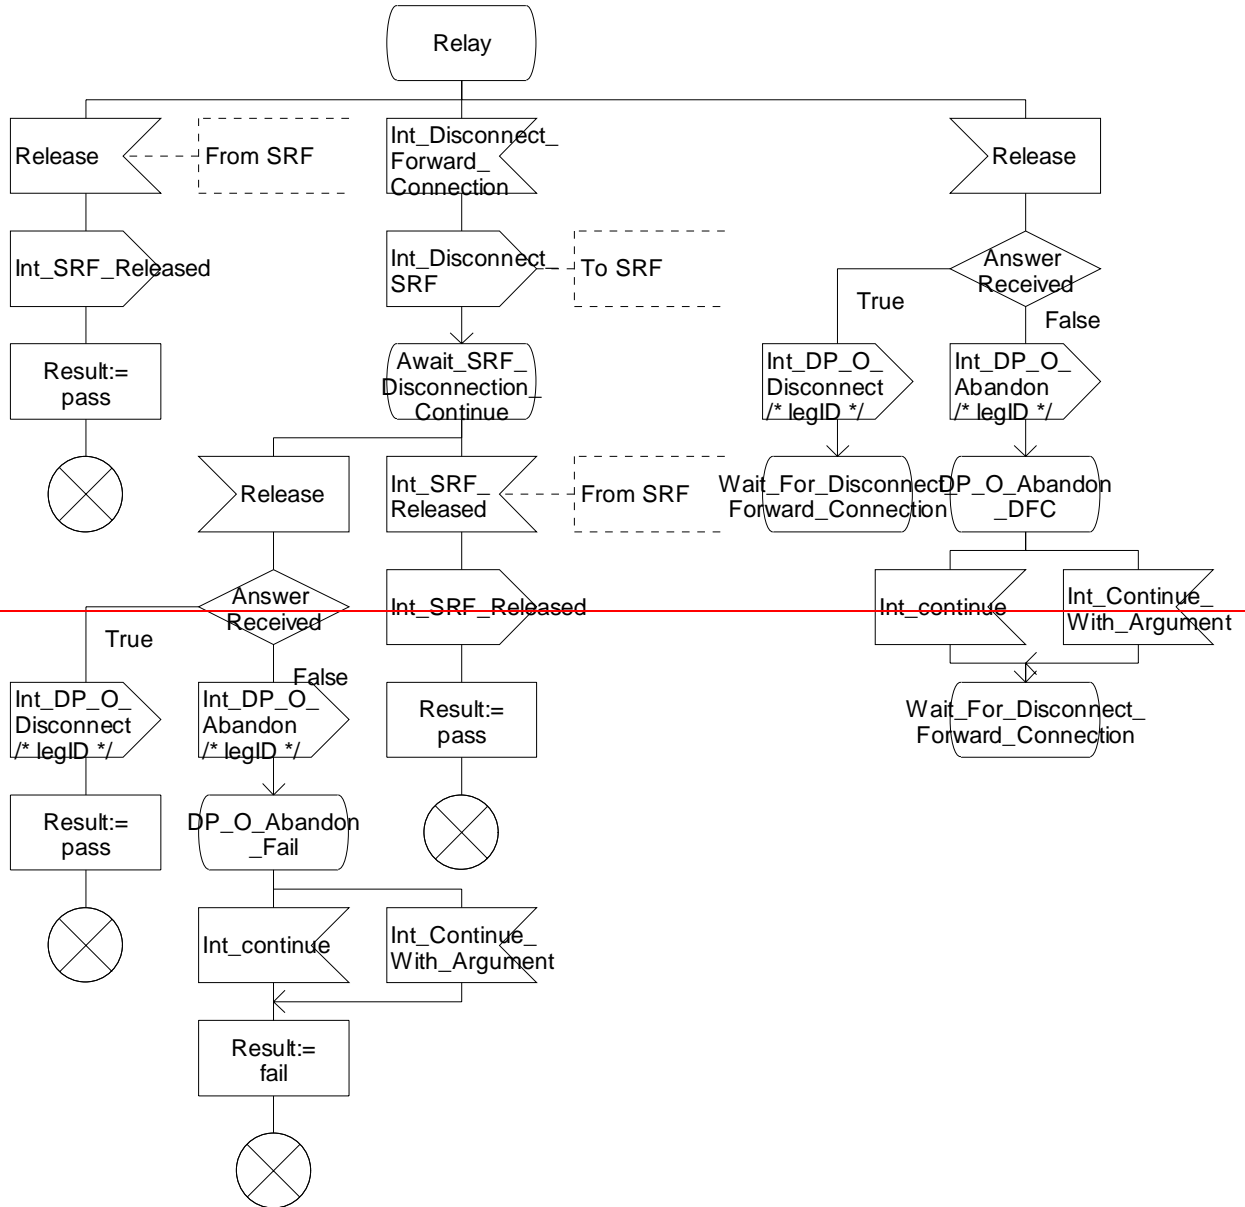 Relay
Release
From SRF
Int_Disconnect_
Forward_
Connection
Release
Int_SRF_Released
Int_Disconnect_
SRF
To SRF
Answer
Received
True
False
Result:=
pass
Await_SRF_
Disconnection_
Continue
Int_DP_O_
Disconnect
/* legID */
Int_DP_O_
Abandon
/* legID */
Release
Int_SRF_
Released
From SRF
Wait_For_Disconnect_
Forward_Connection
DP_O_Abandon
_DFC
Answer
Received
True
False
Int_SRF_Released
Int_continue
Int_Continue_
With_Argument
Int_DP_O_
Disconnect
/* legID */
Int_DP_O_
Abandon
/* legID */
Result:=
pass
Wait_For_Disconnect_
Forward_Connection
Result:=
pass
DP_O_Abandon
_Fail
Int_continue
Int_Continue_
With_Argument
Result:=
fail